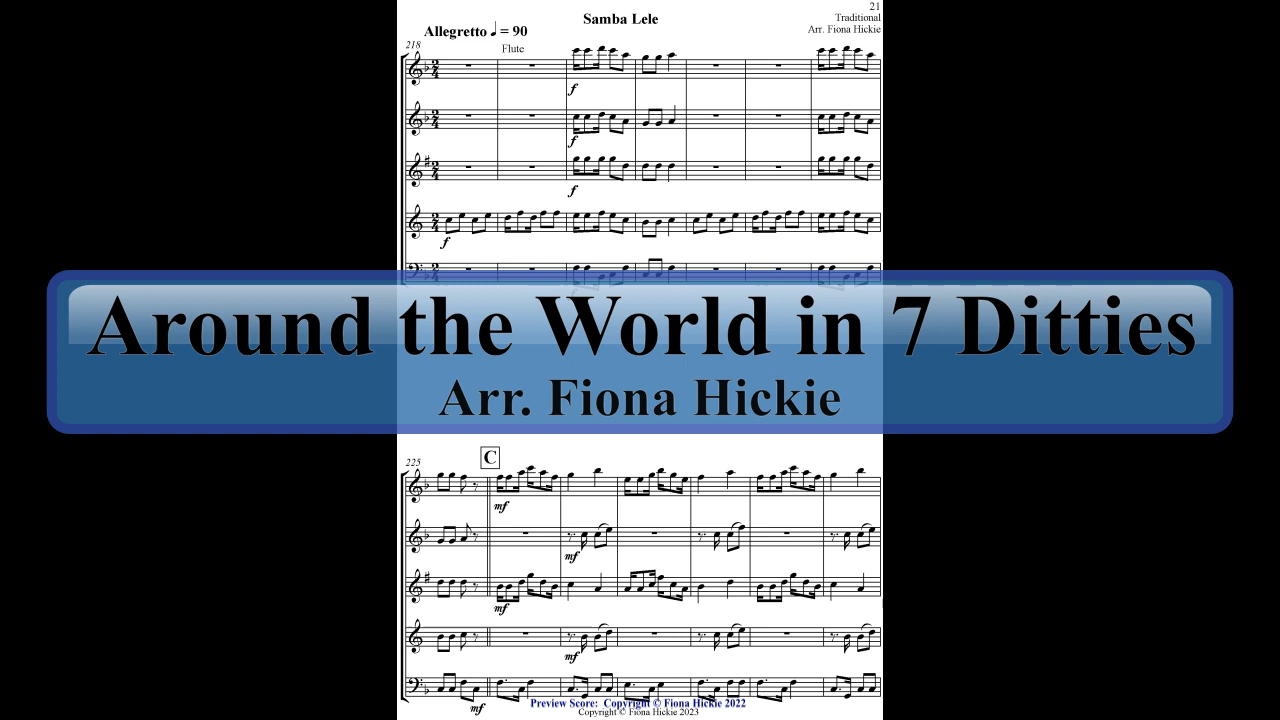 21
Samba Lele
Traditional
Arr. Fiona Hickie
Allegretto ♩ = 90
218
Flute
f
f
f
f
Around the World in 7 Ditties
Arr. Fiona Hickie
225
C
mf
mf
mf
mf
mf
Preview Score: Copyright © Fiona Hickie 2022
Copyright © Fiona Hickie 2023